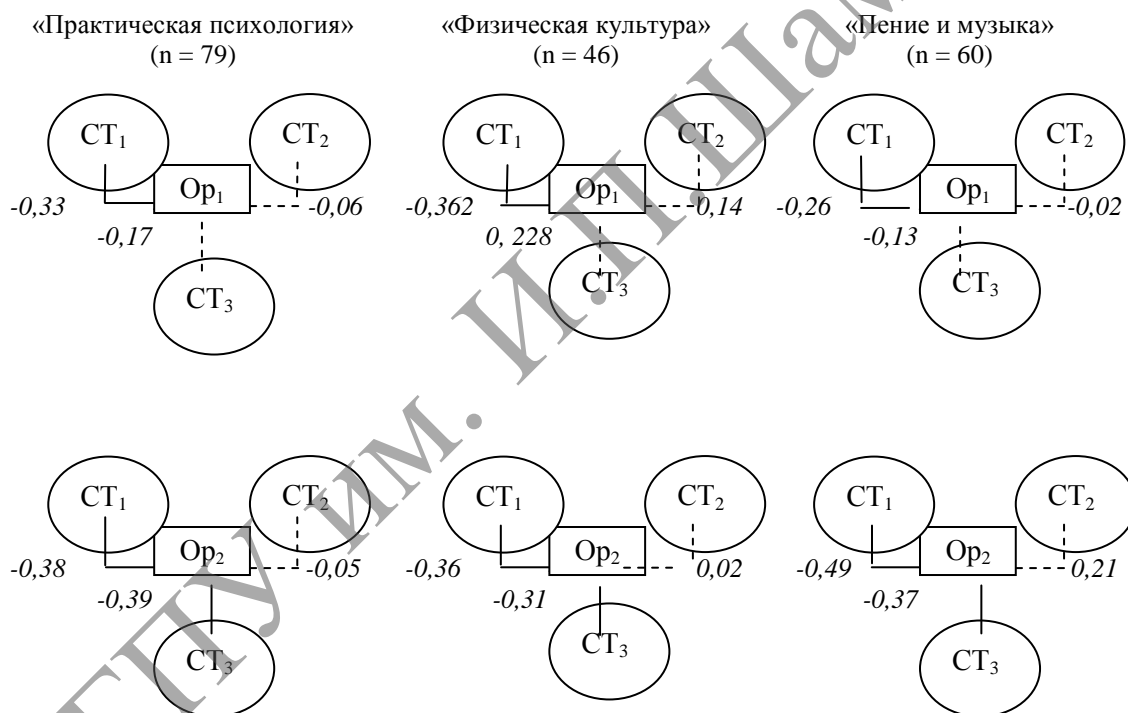 «Практическая психология»
(n = 79)
«Физическая культура»
(n = 46)
«Пение и музыка»
(n = 60)
СТ₁ СТ₂ СТ₁ СТ₂ СТ₁ СТ₂
Ор₁ Ор₁ Ор₁
-0,33 -0,06 -0,362 0,14 -0,26 -0,02
-0,17 0, 228 -0,13
СТ₃ СТ₃ СТ₃
СТ₁ СТ₂ СТ₁ СТ₂ СТ₁ СТ₂
Ор₂ Ор₂ Ор₂
-0,38 -0,05 -0,36 0,02 -0,49 0,21
-0,39 -0,31 -0,37
СТ₃ СТ₃ СТ₃
ГПУ им. И.П.Шам